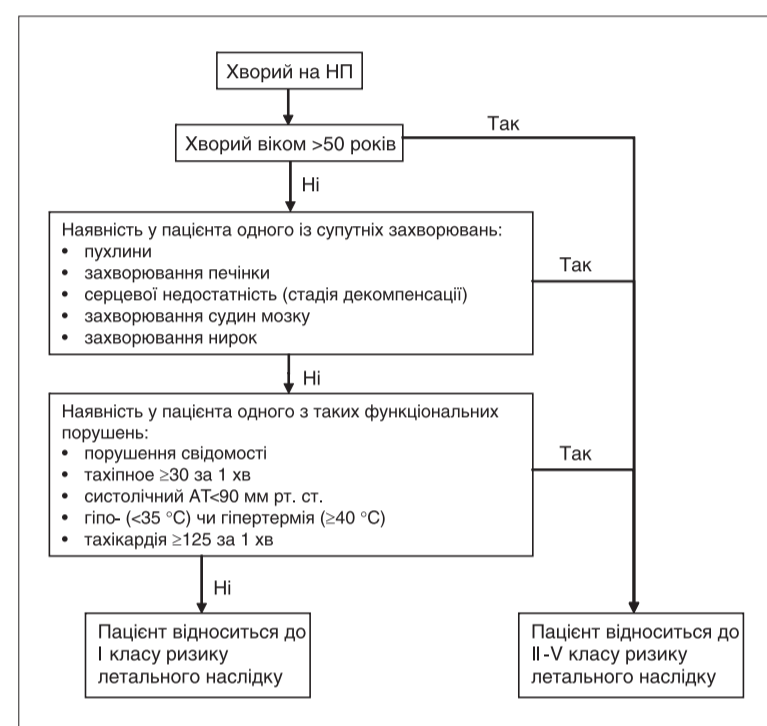 Хворий на НП
Хворий віком >50 років
Так
Ні
Наявність у пацієнта одного із супутніх захворювань:
• пухлини
• захворювання печінки
• серцевої недостатність (стадія декомпенсації)
• захворювання судин мозку
• захворювання нирок
Так
Ні
Наявність у пацієнта одного з таких функціональних
порушень:
• порушення свідомості
• тахіпное ≥30 за 1 хв
• систолічний АТ<90 мм рт. ст.
• гіпо- (<35 °C) чи гіпертермія (≥40 °C)
• тахікардія ≥125 за 1 хв
Так
Ні
Пацієнт відноситься до
І класу ризику
летального наслідку
Пацієнт відноситься до
ІІ-V класу ризику
летального наслідку